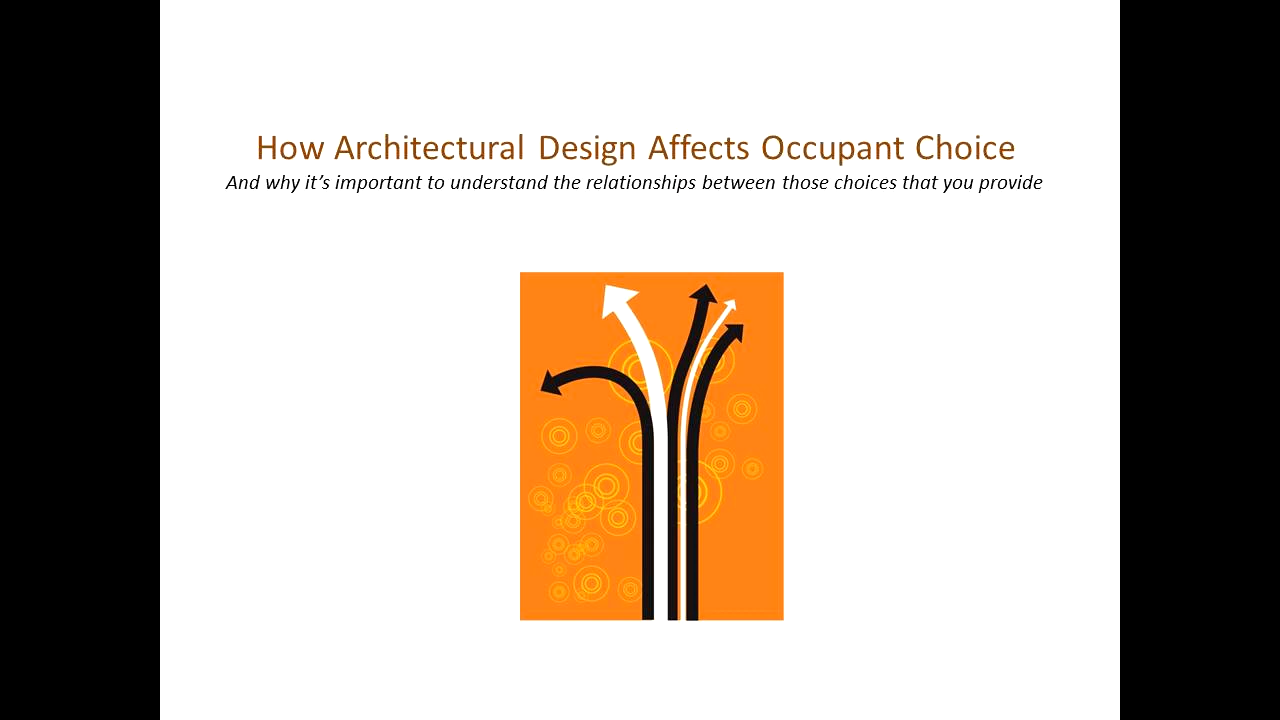 How Architectural Design Affects Occupant Choice
And why it’s important to understand the relationships between those choices that you provide